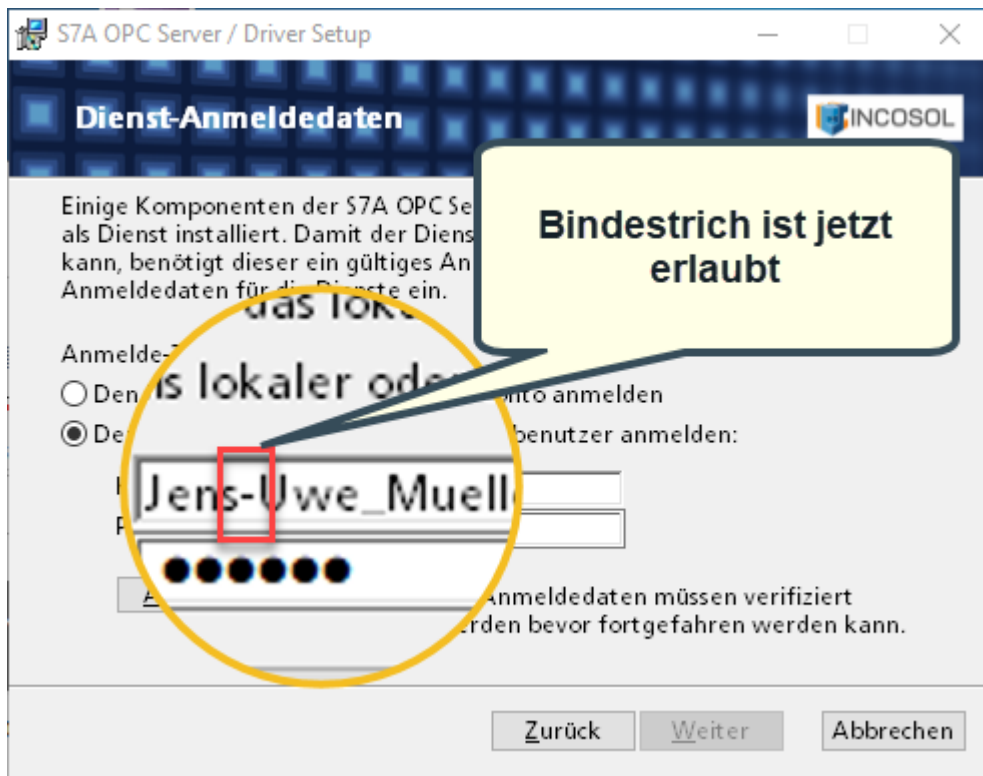 S7A OPC Server / Driver Setup
Dienst-Anmeldedaten
INCOSOL
Einige Komponenten der S7A OPC Se
als Dienst installiert. Damit der Diens
kann, benötigt dieser ein gültiges An
Anmeldedaten für die Dienste ein.
Bindestrich ist jetzt
erlaubt
das loka
Anmelde-
ls lokaler oder
Den
onto anmelden
De
benutzer anmelden:
Jens-Uwe_Muell
●●●●●●
Anmeldedaten müssen verifiziert
erden bevor fortgefahren werden kann.
Zurück
Weiter
Abbrechen